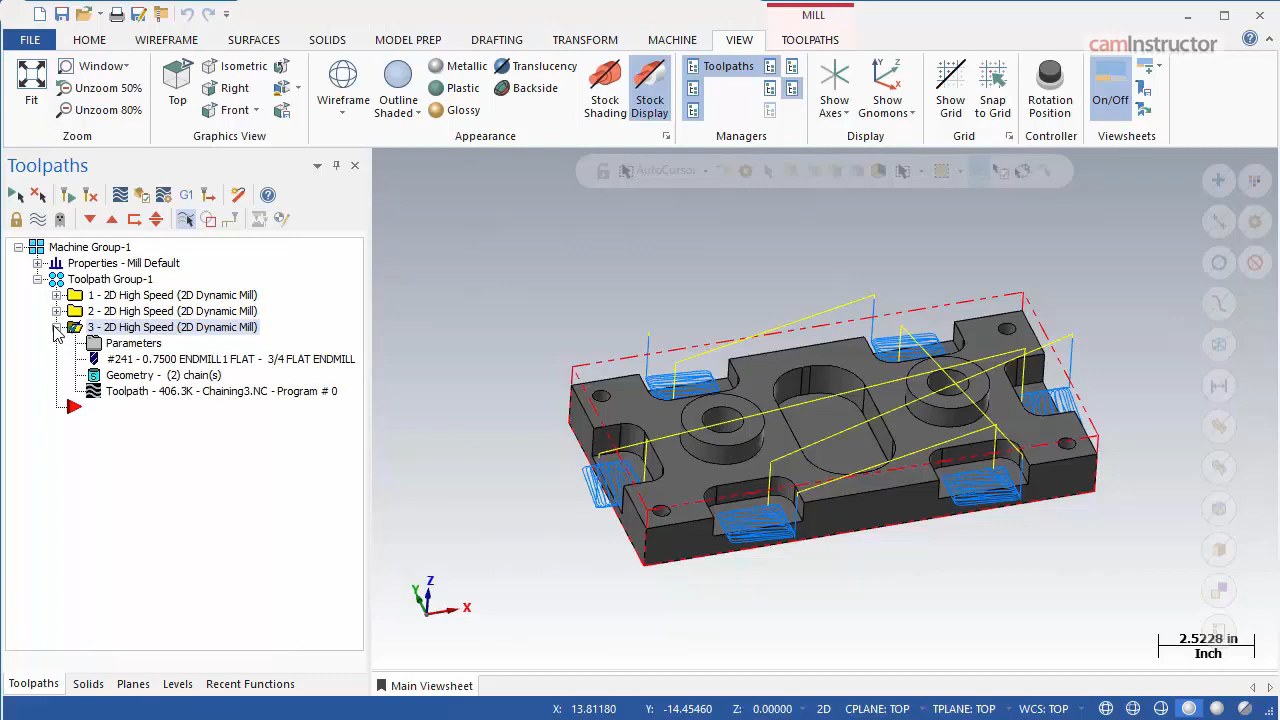 MILL
FILE HOME WIREFRAME SURFACES SOLIDS MODEL PREP DRAFTING TRANSFORM MACHINE VIEW TOOLPATHS
camInstructor
Window Isometric Metallic Translucency Toolpaths
Unzoom 50% Right Plastic Backside
Unzoom 80% Front Glossy
Fit Top Wireframe Outline Shaded Stock Shading Stock Display Show Axes Show Gnomons Show Grid Snap to Grid Rotation Position On/Off
Zoom Graphics View Appearance Managers Display Grid Controller Viewsheets
Toolpaths
AutoCursor
G1
Machine Group-1
Properties - Mill Default
Toolpath Group-1
1 - 2D High Speed (2D Dynamic Mill)
2 - 2D High Speed (2D Dynamic Mill)
3 - 2D High Speed (2D Dynamic Mill)
Parameters
#241 - 0.7500 ENDMILL1 FLAT - 3/4 FLAT ENDMILL
Geometry - (2) chain(s)
Toolpath - 406.3K - Chaining3.NC - Program # 0
Z
Y
X
2.5228 in
Inch
Toolpaths Solids Planes Levels Recent Functions
Main Viewsheet
X: 13.81180 Y: -14.45460 Z: 0.00000 2D CPLANE: TOP TPLANE: TOP WCS: TOP